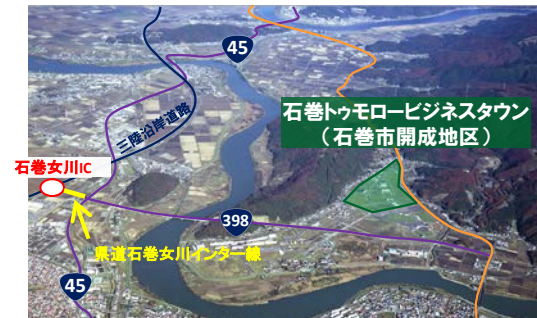 45
石巻トゥモロービジネスタウン
（石巻市開成地区）
三陸沿岸道路
石巻女川IC
398
県道石巻女川インター線
45